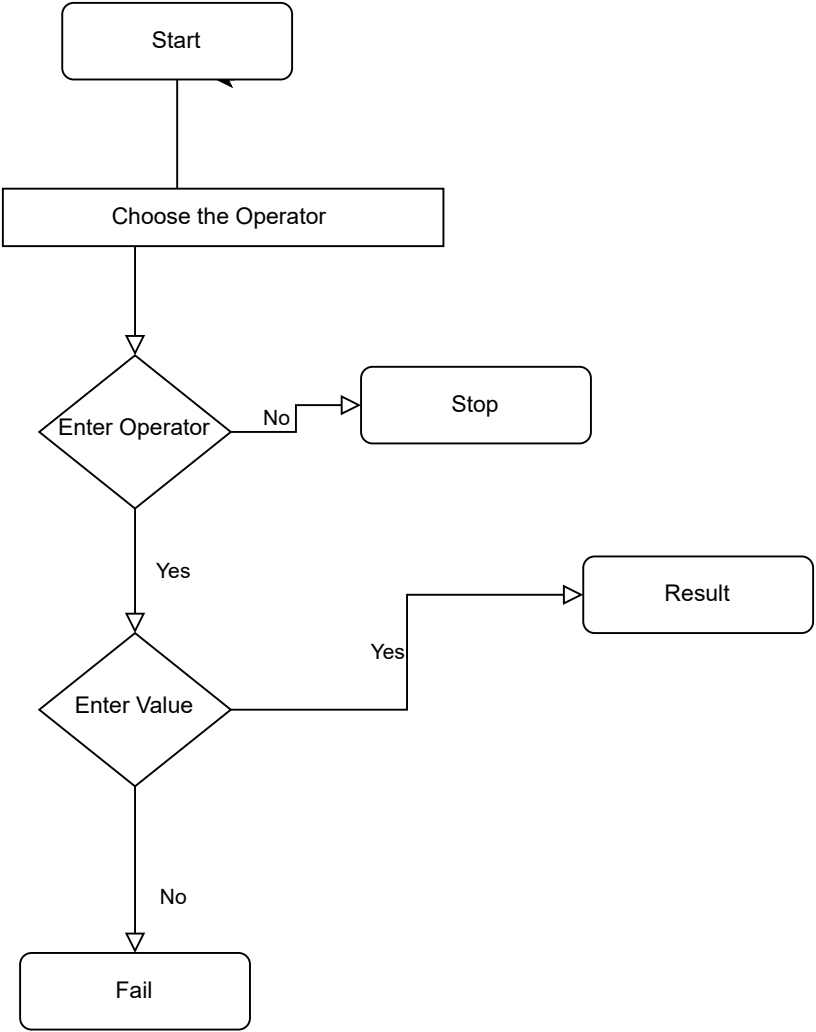 Start
Choose the Operator
Enter Operator
No
Stop
Yes
Result
Yes
Enter Value
No
Fail